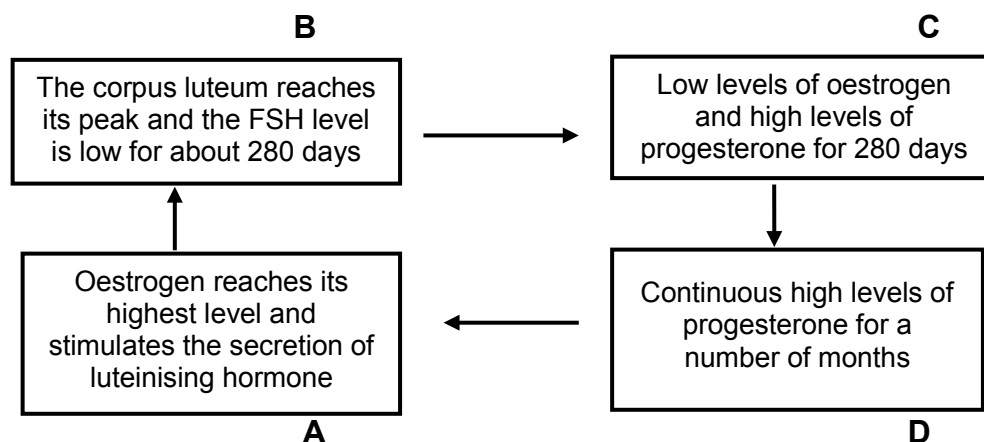 B
C
The corpus luteum reaches
its peak and the FSH level
is low for about 280 days
Low levels of oestrogen
and high levels of
progesterone for 280 days
Oestrogen reaches its
highest level and
stimulates the secretion of
luteinising hormone
Continuous high levels of
progesterone for a
number of months
A
D